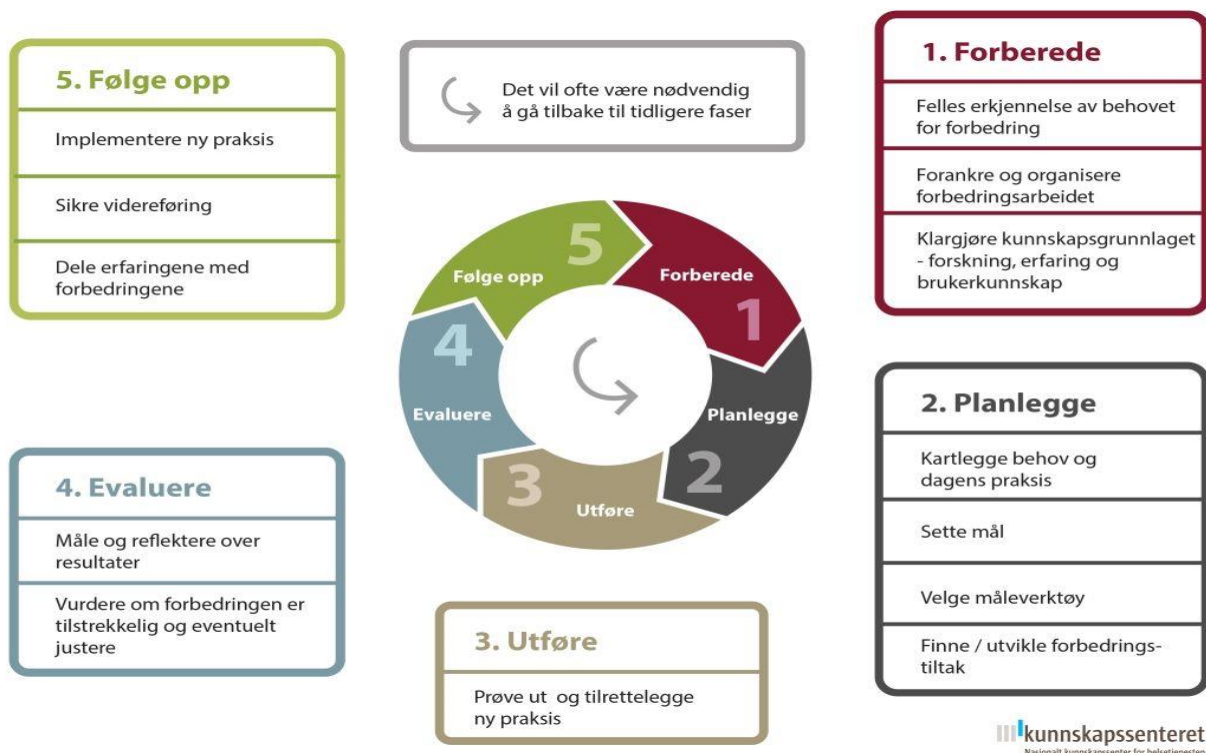 1. Forberede
Felles erkjennelse av behovet
for forbedring
Forankre og organisere
forbedringsarbeidet
Klargjøre kunnskapsgrunnlaget
- forskning, erfaring og
brukerkunnskap
2. Planlegge
Kartlegge behov og
dagens praksis
Sette mål
Velge måleverktøy
Finne / utvikle forbedrings-
tiltak
3. Utføre
Prøve ut og tilrettelegge
ny praksis
4. Evaluere
Måle og reflektere over
resultater
Vurdere om forbedringen er
tilstrekkelig og eventuelt
justere
5. Følge opp
Implementere ny praksis
Sikre videreføring
Dele erfaringene med
forbedringene
Det vil ofte være nødvendig
å gå tilbake til tidligere faser
Forberede
1
Planlegge
2
3
Utføre
4
Evaluere
5
Følge opp
kunnskapssenteret
Nasjonalt kunnskapssenter for helsetjenesten